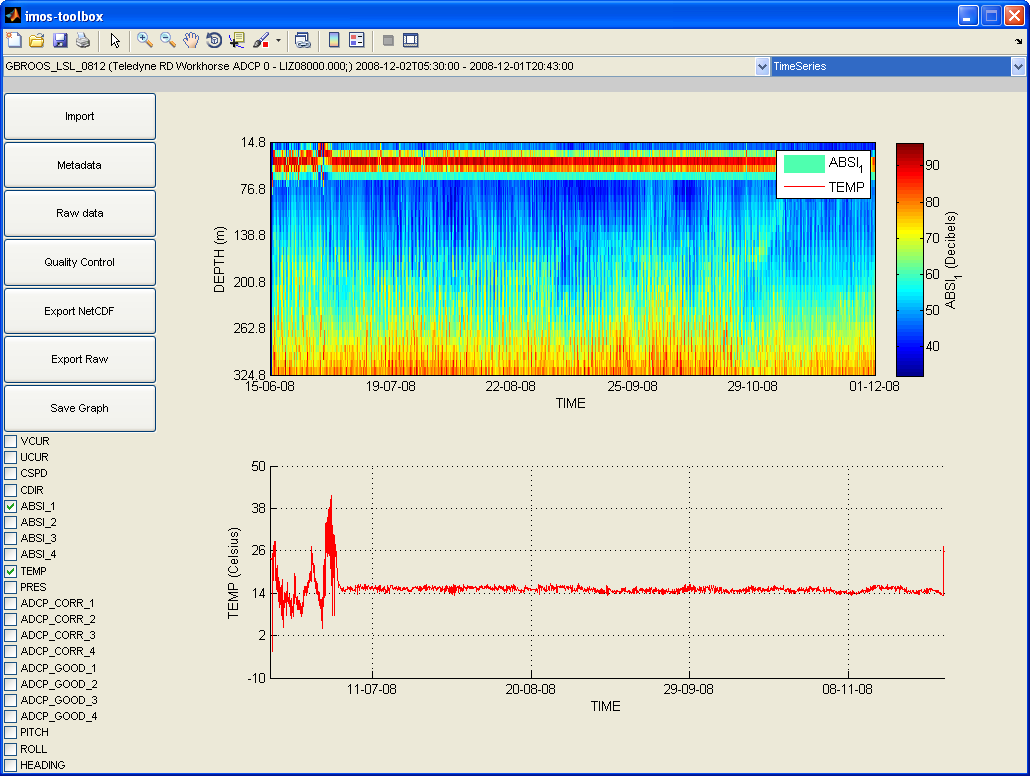 imos-toolbox
GBROOS_LSL_0812 (Teledyne RD Workhorse ADCP 0 - LIZ08000.000;) 2008-12-02T05:30:00 - 2008-12-01T20:43:00
TimeSeries
Import
Metadata
Raw data
Quality Control
Export NetCDF
Export Raw
Save Graph
VCUR
UCUR
CSPD
CDIR
ABSI_1
ABSI_2
ABSI_3
ABSI_4
TEMP
PRES
ADCP_CORR_1
ADCP_CORR_2
ADCP_CORR_3
ADCP_CORR_4
ADCP_GOOD_1
ADCP_GOOD_2
ADCP_GOOD_3
ADCP_GOOD_4
PITCH
ROLL
HEADING
DEPTH (m)
14.8
76.8
138.8
200.8
262.8
324.8
15-06-08 19-07-08 22-08-08 25-09-08 29-10-08 01-12-08
TIME
ABSI1
TEMP
90
80
70
60
50
40
ABSI1 (Decibels)
TEMP (Celsius)
50
38
26
14
2
-10
11-07-08 20-08-08 29-09-08 08-11-08
TIME